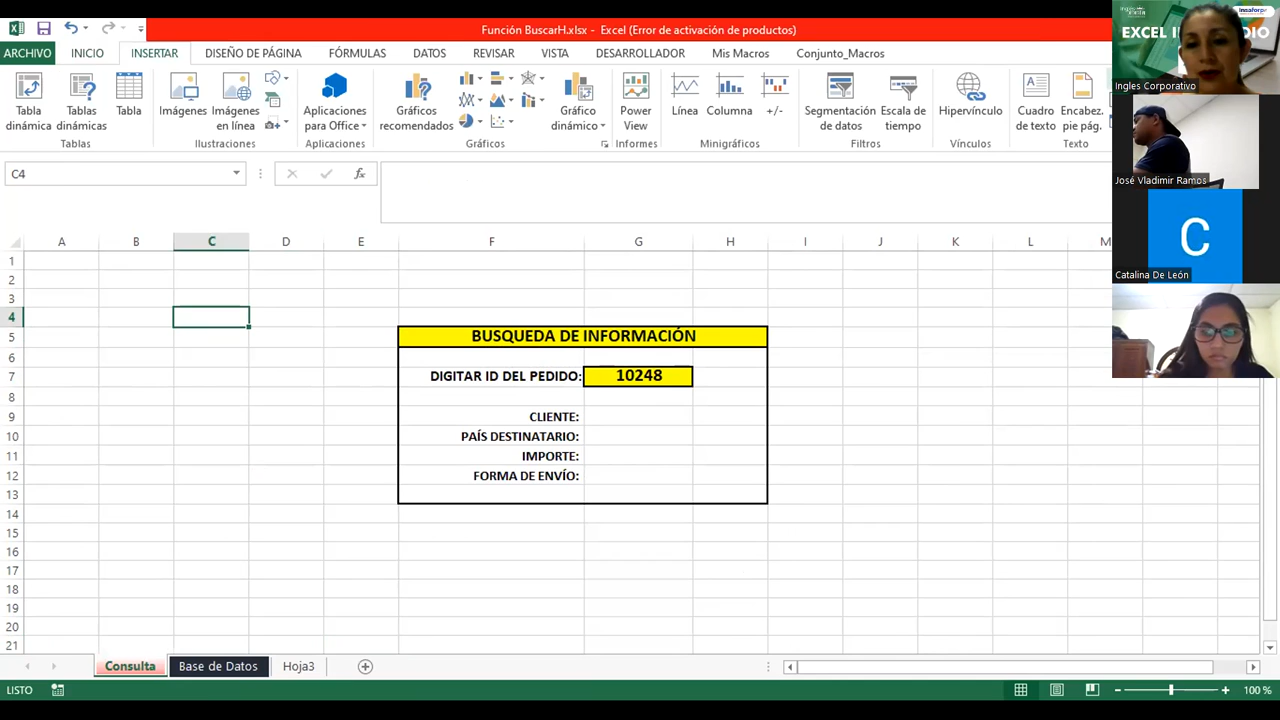 Función BuscarH.xlsx - Excel (Error de activación de productos)
ARCHIVO INICIO INSERTAR DISEÑO DE PÁGINA FÓRMULAS DATOS REVISAR VISTA DESARROLLADOR Mis Macros Conjunto_Macros
Tabla dinámica
Tablas dinámicas
Tabla
Imágenes
Imágenes en línea
Aplicaciones para Office
Gráficos recomendados
Gráfico dinámico
Power View
Línea
Columna
+/-
Segmentación de datos
Escala de tiempo
Hipervínculo
Cuadro de texto
Encabez. pie pág.
Tablas Ilustraciones Aplicaciones Gráficos Informes Minigráficos Filtros Vínculos Texto
C4
fx
A B C D E F G H I J K L M
1
2
3
4
5 BUSQUEDA DE INFORMACIÓN
6
7 DIGITAR ID DEL PEDIDO: 10248
8
9 CLIENTE:
10 PAÍS DESTINATARIO:
11 IMPORTE:
12 FORMA DE ENVÍO:
13
14
15
16
17
18
19
20
21
Consulta Base de Datos Hoja3
LISTO
100 %
Ingles Corporativo
José Vladimir Ramos
C
Catalina De León